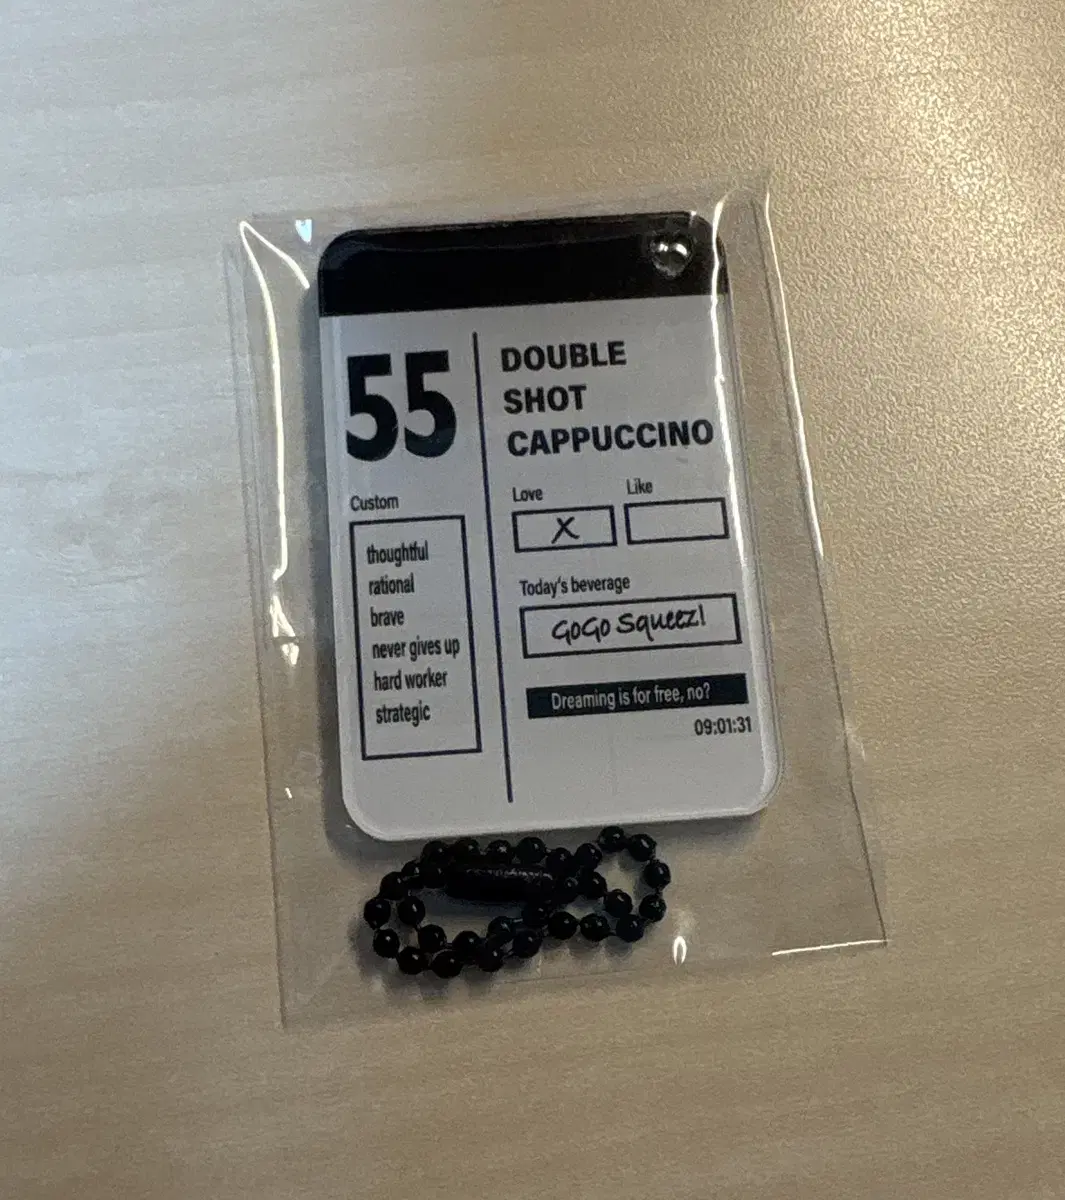 55
Custom
thoughtful
rational
brave
never gives up
hard worker
strategic
DOUBLE
SHOT
CAPPUCCINO
Love Like
X
Today's beverage
GOGO Squeez!
Dreaming is for free, no?
09:01:31